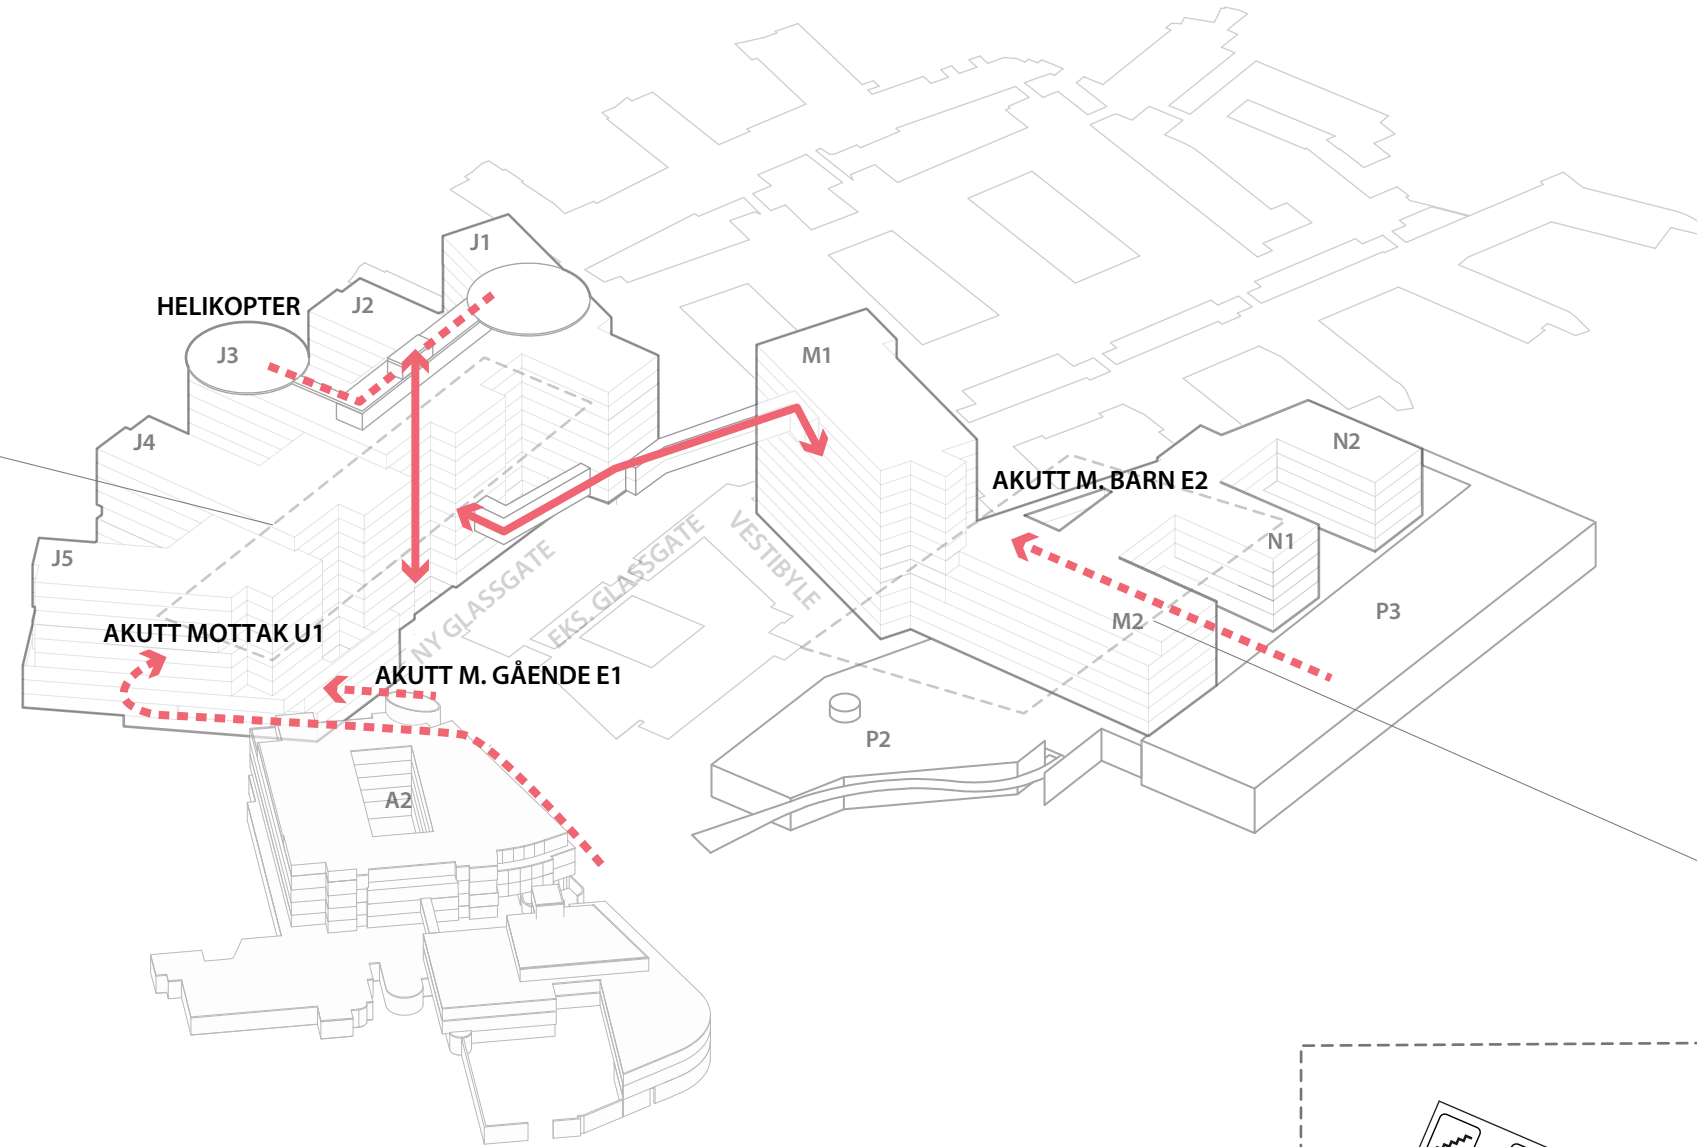 J1
HELIKOPTER
J2
J3
M1
J4
N2
AKUTT M. BARN E2
J5
N1
NY GLASSGATE
EKS. GLASSGATE
VESTIBYLE
P3
M2
AKUTT MOTTAK U1
AKUTT M. GÅENDE E1
P2
A2